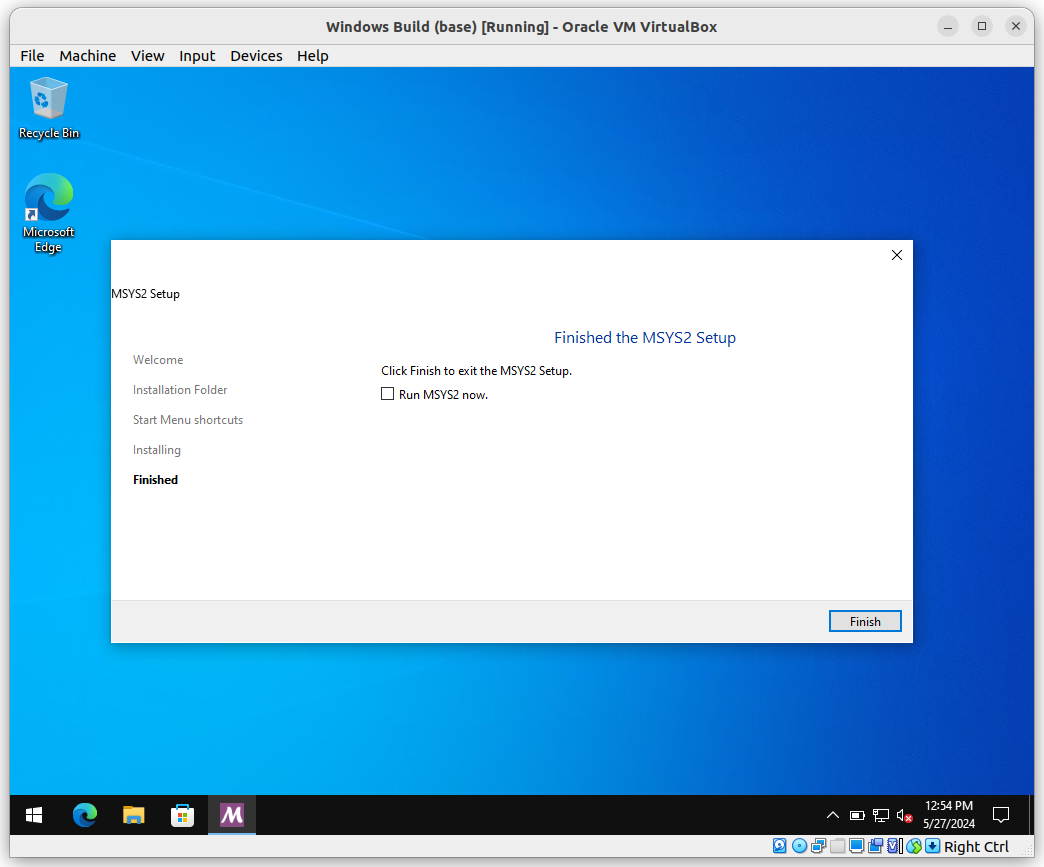 Windows Build (base) [Running] - Oracle VM VirtualBox
File Machine View Input Devices Help
Recycle Bin
Microsoft
Edge
MSYS2 Setup
Finished the MSYS2 Setup
Welcome
Click Finish to exit the MSYS2 Setup.
Installation Folder
Run MSYS2 now.
Start Menu shortcuts
Installing
Finished
Finish
12:54 PM
5/27/2024
Right Ctrl